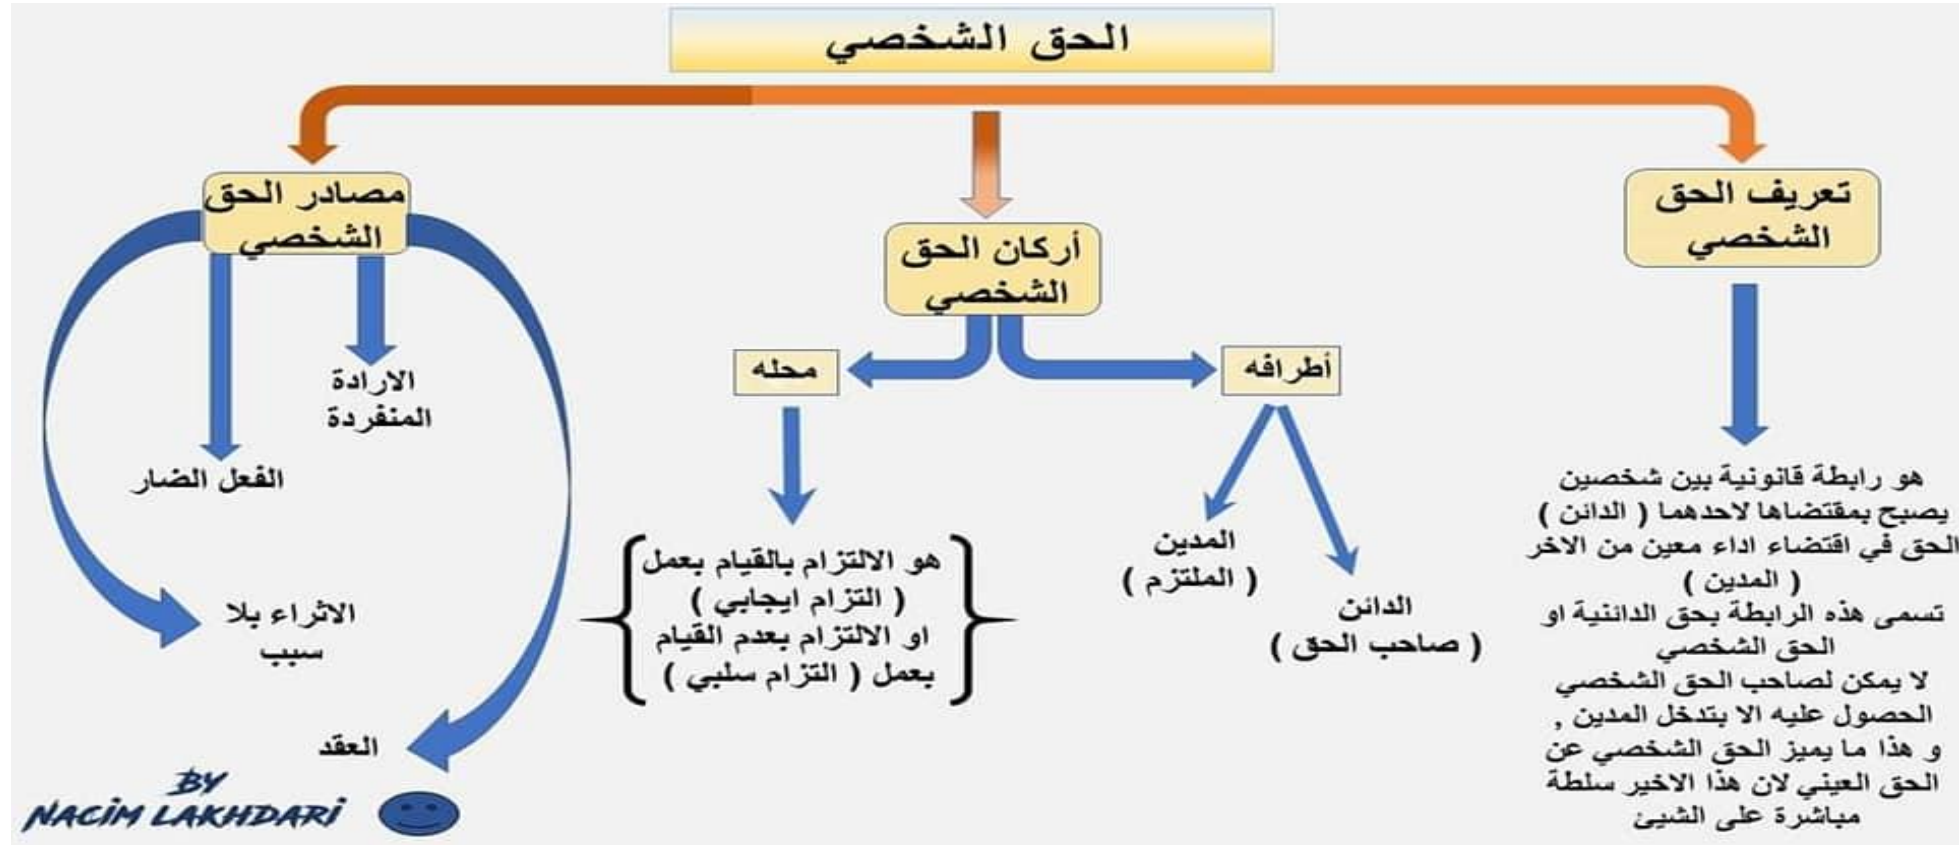 الحق الشخصي
تعريف الحق
الشخصي
هو رابطة قانونية بين شخصين
يصبح بمقتضاها لاحدهما ( الدائن )
الحق في اقتضاء اداء معين من الاخر
( المدين )
تسمى هذه الرابطة بحق الدائنية او
الحق الشخصي
لا يمكن لصاحب الحق الشخصي
الحصول عليه الا بتدخل المدين ,
و هذا ما يميز الحق الشخصي عن
الحق العيني لان هذا الاخير سلطة
مباشرة على الشيئ
أركان الحق
الشخصي
أطرافه
الدائن
( صاحب الحق )
المدين
( الملتزم )
محله
هو الالتزام بالقيام بعمل
( التزام ايجابي )
او الالتزام بعدم القيام
بعمل ( التزام سلبي )
مصادر الحق
الشخصي
الارادة
المنفردة
الفعل الضار
الاثراء بلا
سبب
العقد
BY
NACIM LAKHDARI